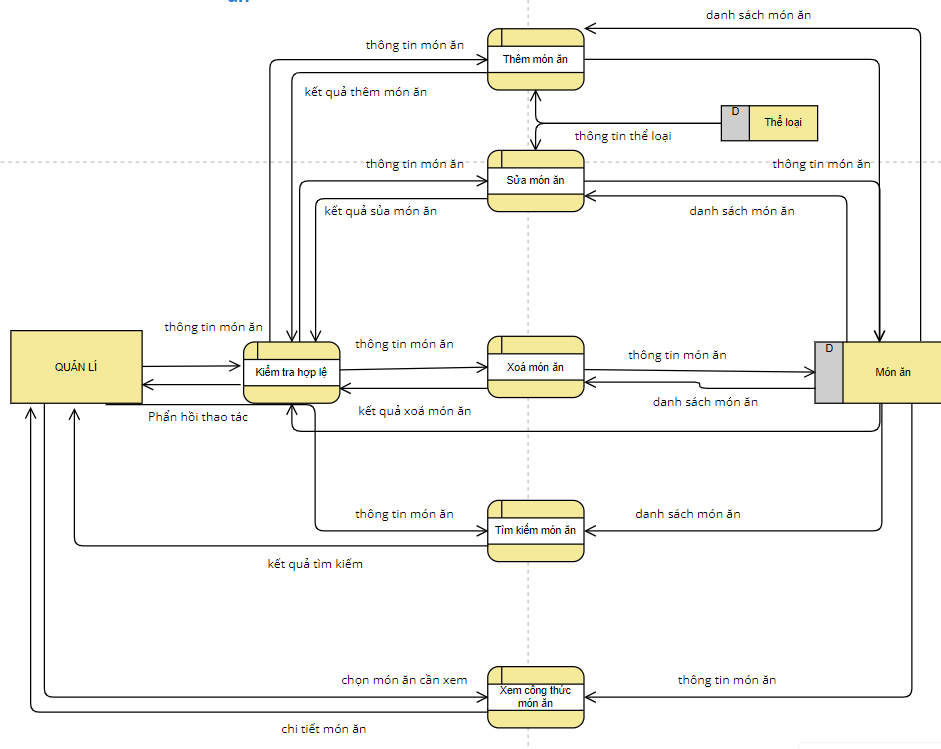 ăn
danh sách món ăn
thông tin món ăn
Thêm món ăn
kết quả thêm món ăn
D
Thể loại
thông tin thể loại
thông tin món ăn
thông tin món ăn
Sửa món ăn
kết quả sủa món ăn
danh sách món ăn
thông tin món ăn
thông tin món ăn
thông tin món ăn
D
QUẢN LÍ
Kiểm tra hợp lệ
Xoá món ăn
Món ăn
danh sách món ăn
Phẩn hồi thao tác
kết quả xoá món ăn
thông tin món ăn
danh sách món ăn
Tìm kiếm món ăn
kết quả tìm kiếm
chọn món ăn cần xem
thông tin món ăn
Xem công thức
món ăn
chi tiết món ăn